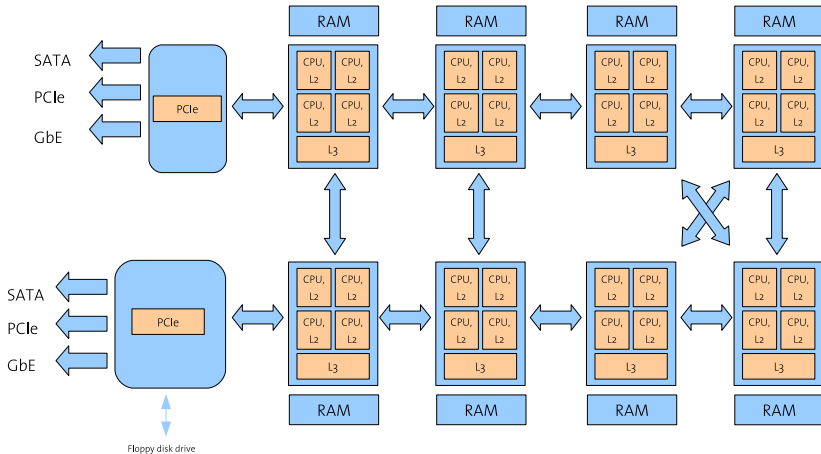 RAM RAM RAM RAM
SATA
PCIe
GbE
PCIe
CPU, L2 CPU, L2 CPU, L2 CPU, L2 CPU, L2 CPU, L2 CPU, L2 CPU, L2
CPU, L2 CPU, L2 CPU, L2 CPU, L2 CPU, L2 CPU, L2 CPU, L2 CPU, L2
L3 L3 L3 L3
SATA
PCIe
GbE
PCIe
CPU, L2 CPU, L2 CPU, L2 CPU, L2 CPU, L2 CPU, L2 CPU, L2 CPU, L2
CPU, L2 CPU, L2 CPU, L2 CPU, L2 CPU, L2 CPU, L2 CPU, L2 CPU, L2
L3 L3 L3 L3
RAM RAM RAM RAM
Floppy disk drive